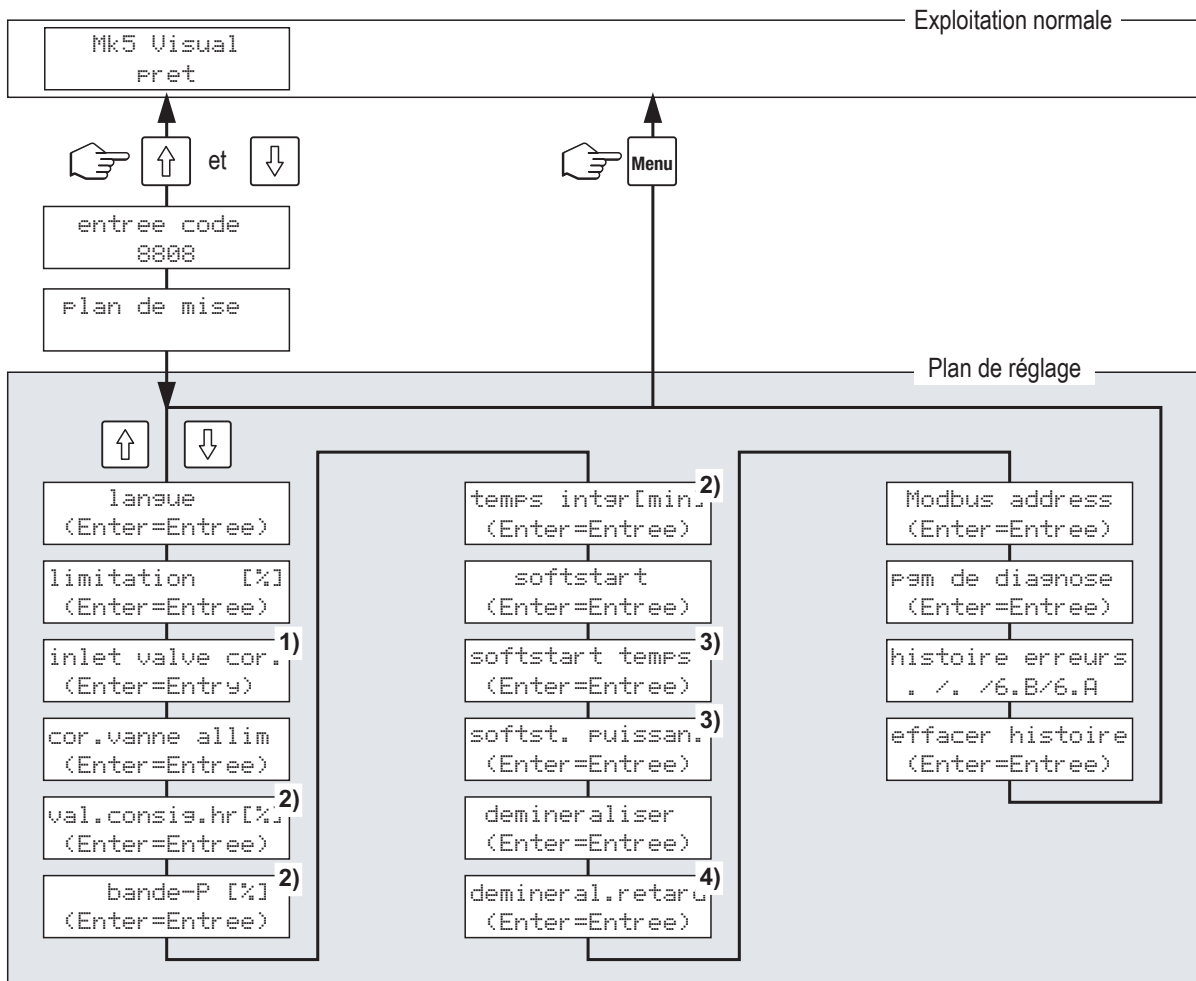 Exploitation normale
Mk5 Visual
pret
et
Menu
entree code
8808
plan de mise
Plan de réglage
langue
(Enter=Entree)
limitation [%]
(Enter=Entree)
1)
inlet valve cor.
(Enter=Entry)
cor.vanne allim
(Enter=Entree)
2)
val.consig.hr[%]
(Enter=Entree)
2)
bande-P [%]
(Enter=Entree)
2)
temps intgr[min]
(Enter=Entree)
softstart
(Enter=Entree)
3)
softstart temps
(Enter=Entree)
3)
softst. puissan.
(Enter=Entree)
demineraliser
(Enter=Entree)
4)
demineral.retard
(Enter=Entree)
Modbus address
(Enter=Entree)
pgm de diagnose
(Enter=Entree)
histoire erreurs
. /. /6.B/6.A
effacer histoire
(Enter=Entree)